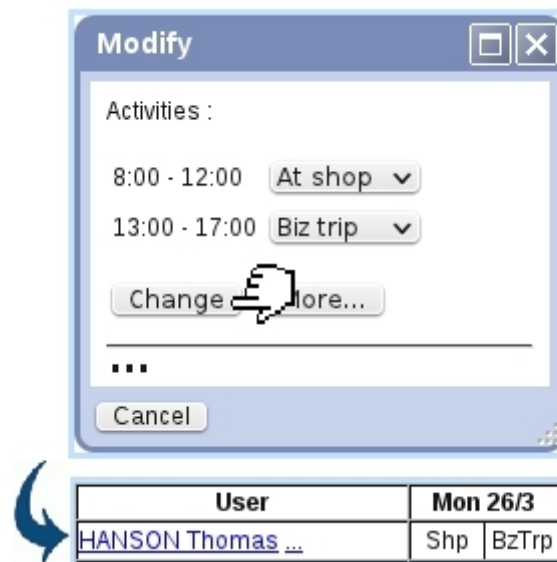 Modify
Activities :
8:00 - 12:00 At shop
13:00 - 17:00 Biz trip
Change More...
...
Cancel
User Mon 26/3
HANSON Thomas ... Shp BzTrp